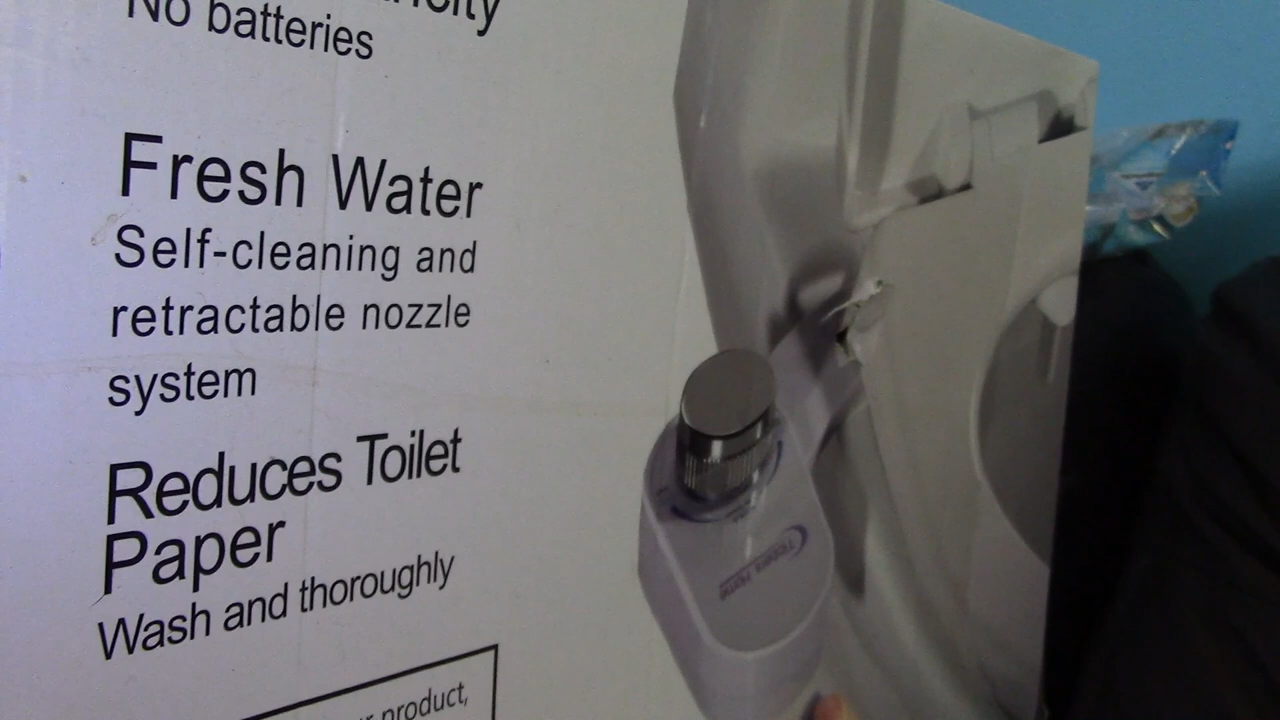 No batteries
Fresh Water
Self-cleaning and
retractable nozzle
system
Reduces Toilet
Paper
Wash and thoroughly
product,